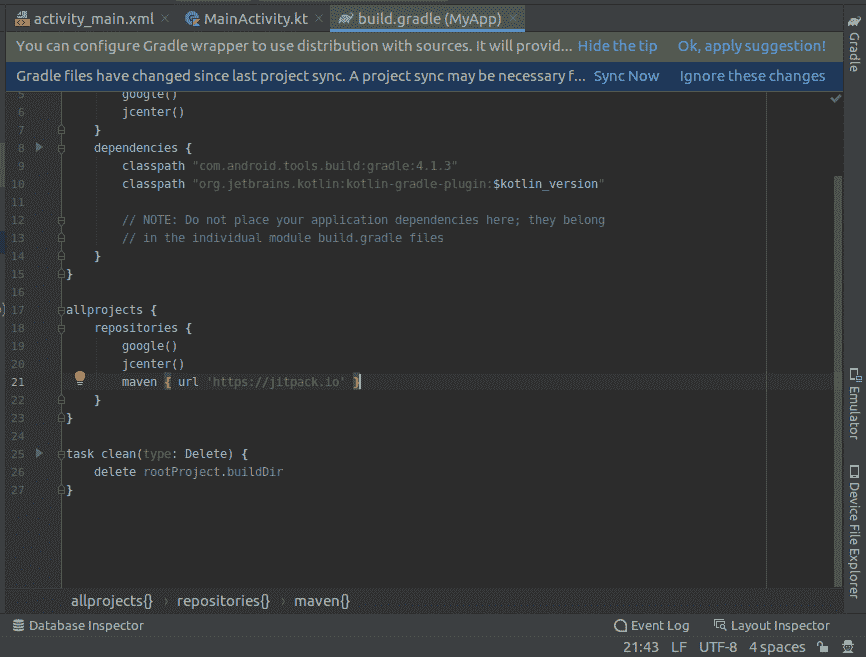 activity_main.xml MainActivity.kt build.gradle (MyApp)
You can configure Gradle wrapper to use distribution with sources. It will provid... Hide the tip Ok, apply suggestion!
Gradle files have changed since last project sync. A project sync may be necessary f... Sync Now Ignore these changes
5 google()
6 jcenter()
7 }
8 dependencies {
9 classpath "com.android.tools.build:gradle:4.1.3"
10 classpath "org.jetbrains.kotlin:kotlin-gradle-plugin:$kotlin_version"
11
12 // NOTE: Do not place your application dependencies here; they belong
13 // in the individual module build.gradle files
14 }
15 }
16
17 allprojects {
18 repositories {
19 google()
20 jcenter()
21 maven { url 'https://jitpack.io' }
22 }
23 }
24
25 task clean(type: Delete) {
26 delete rootProject.buildDir
27 }
allprojects{} › repositories{} › maven{}
Database Inspector Event Log Layout Inspector
21:43 LF UTF-8 4 spaces
Gradle
Emulator
Device File Explorer